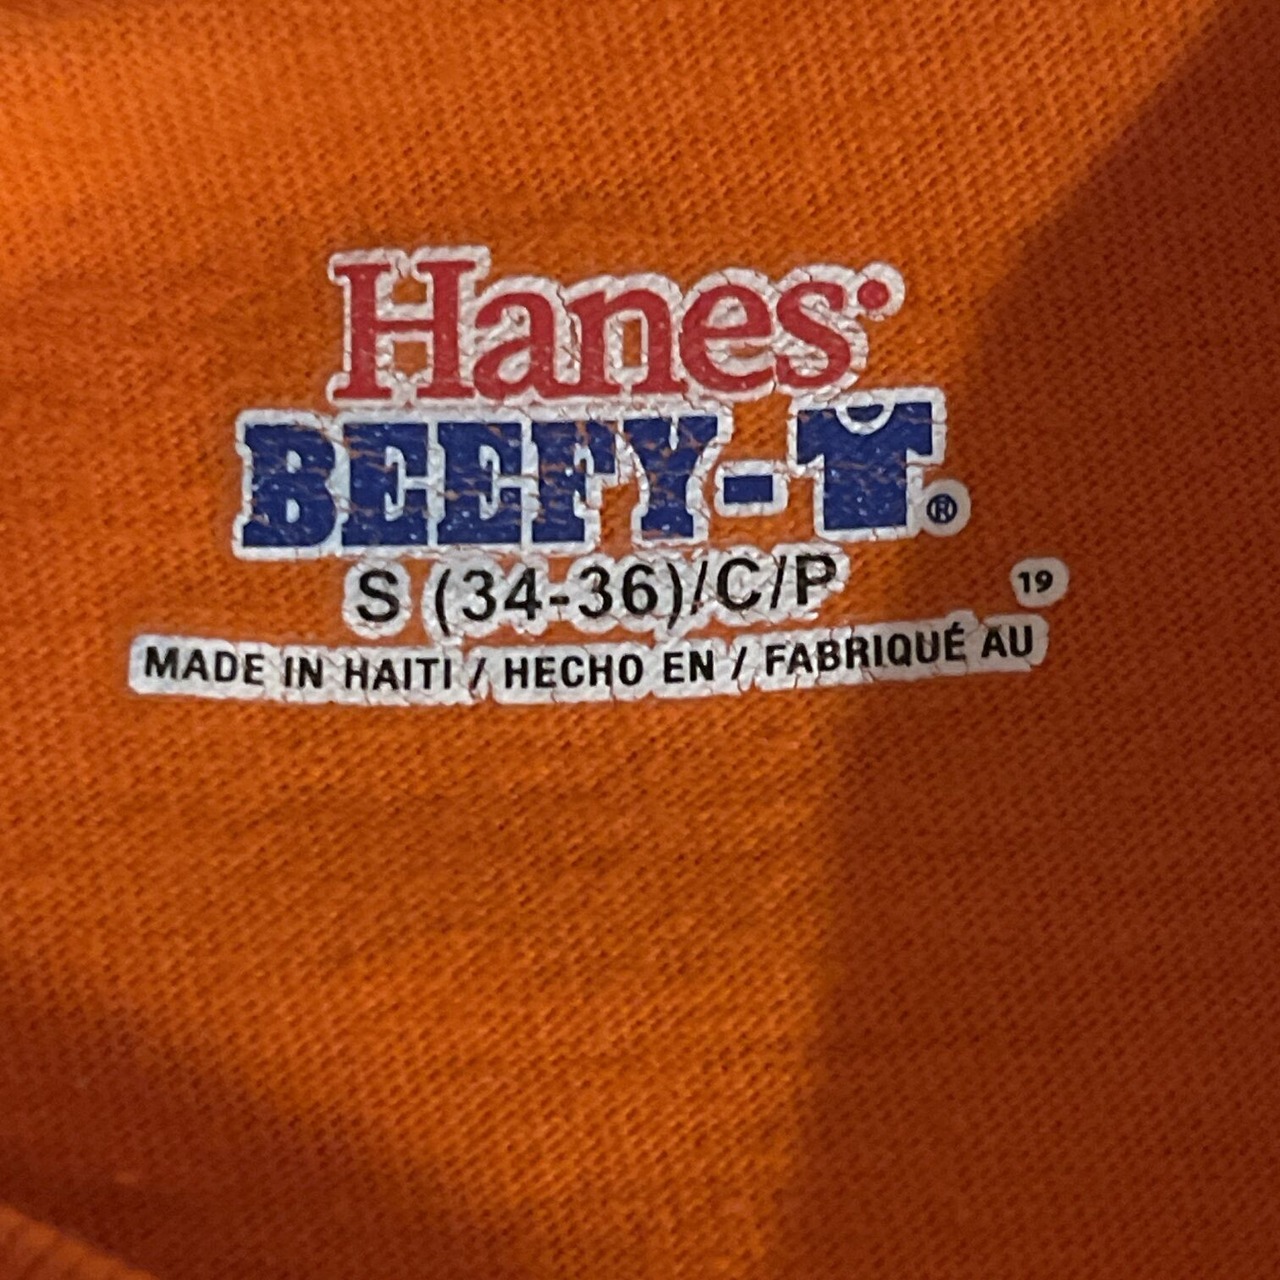 Hanes
BEEFY-T®
S (34-36)/C/P
19
MADE IN HAITI / HECHO EN / FABRIQUÉ AU